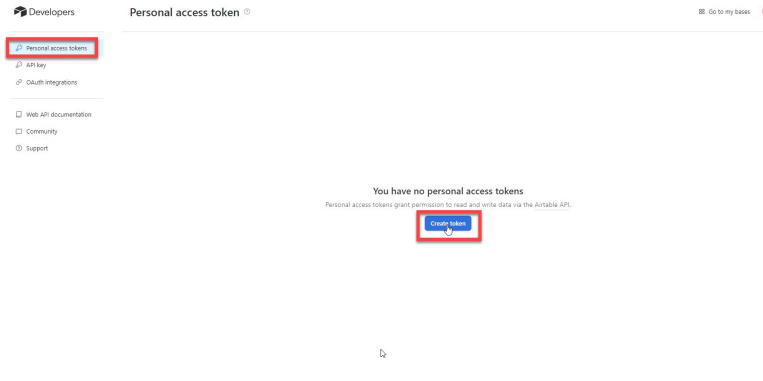 Developers
Personal access token
Go to my bases
Personal access tokens
API key
OAuth integrations
Web API documentation
Community
Support
You have no personal access tokens
Personal access tokens grant permission to read and write data via the Airtable API.
Create token